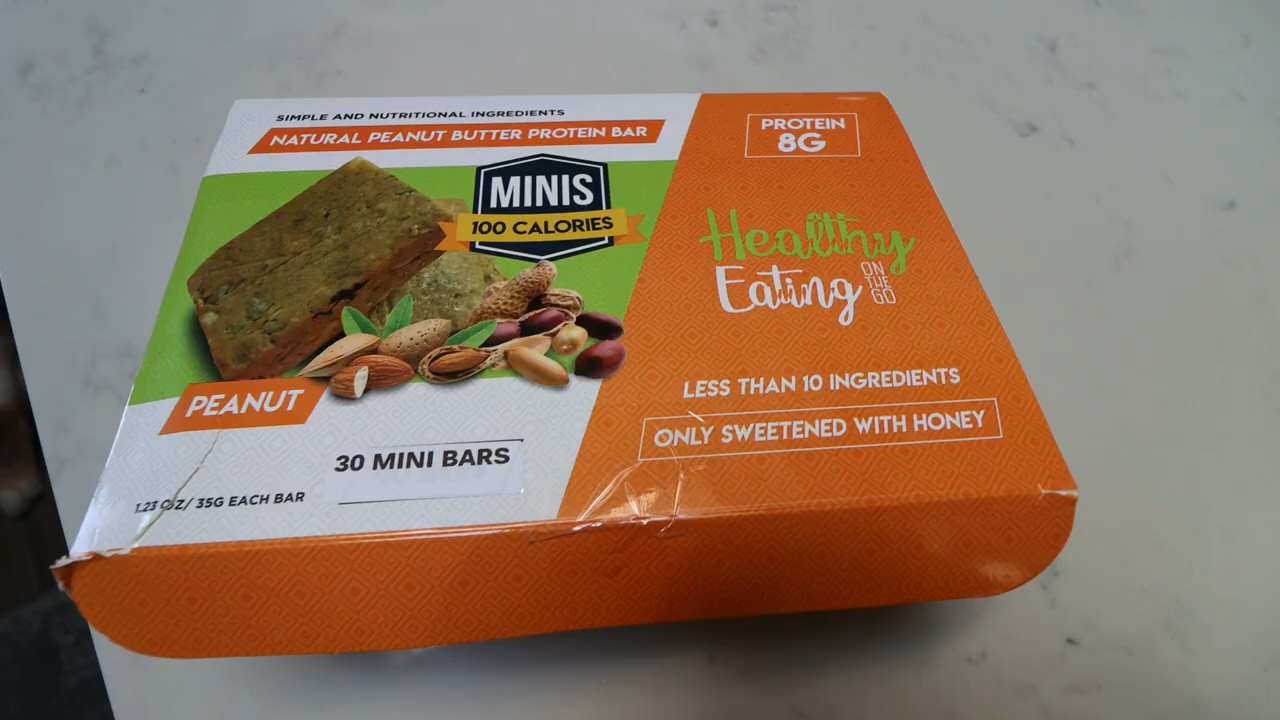 SIMPLE AND NUTRITIONAL INGREDIENTS
NATURAL PEANUT BUTTER PROTEIN BAR
MINIS
100 CALORIES
PEANUT
30 MINI BARS
1.23 OZ/ 35G EACH BAR
PROTEIN
8G
Healthy
Eating ON THE GO
LESS THAN 10 INGREDIENTS
ONLY SWEETENED WITH HONEY